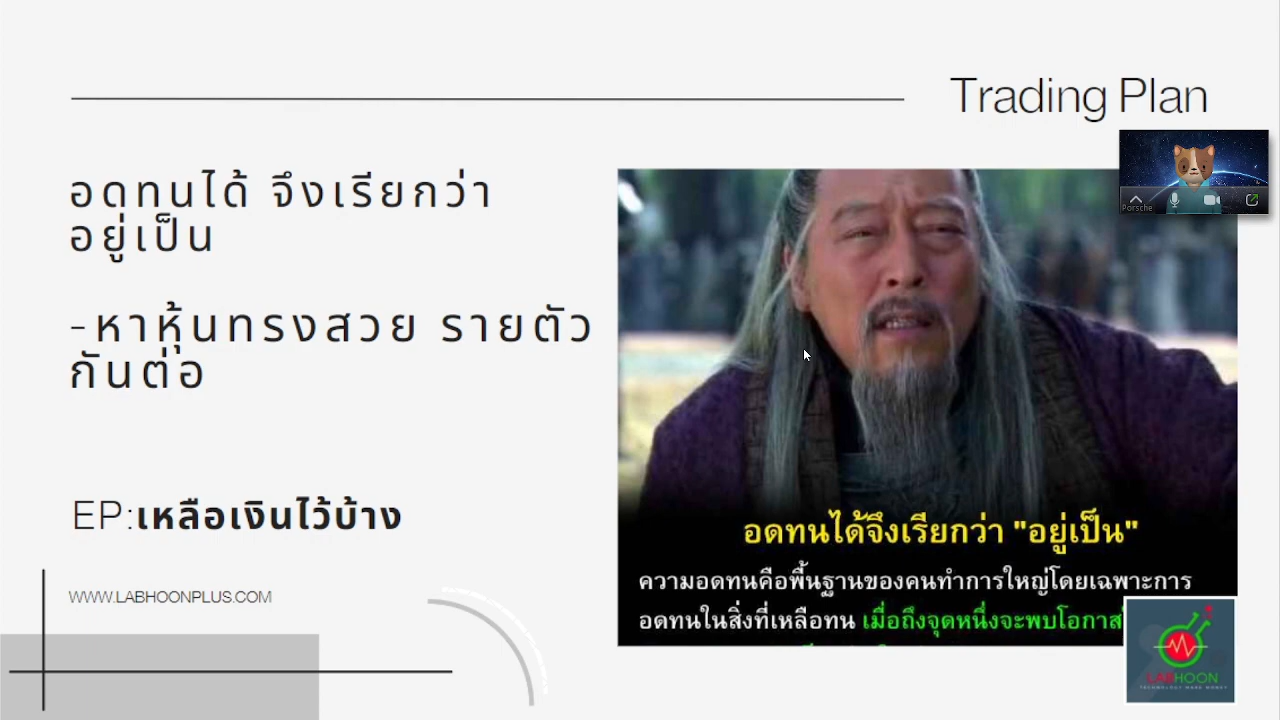 Trading Plan
อดทนได้ จึงเรียกว่า
อยู่เป็น
-หาหุ้นทรงสวย รายตัว
กันต่อ
EP:เหลือเงินไว้บ้าง
WWW.LABHOONPLUS.COM
Porsche
อดทนได้จึงเรียกว่า "อยู่เป็น"
ความอดทนคือพื้นฐานของคนทำการใหญ่โดยเฉพาะการ
อดทนในสิ่งที่เหลือทน เมื่อถึงจุดหนึ่งจะพบโอกาส
LABHOON
TECHNOLOGY MAKE MONEY